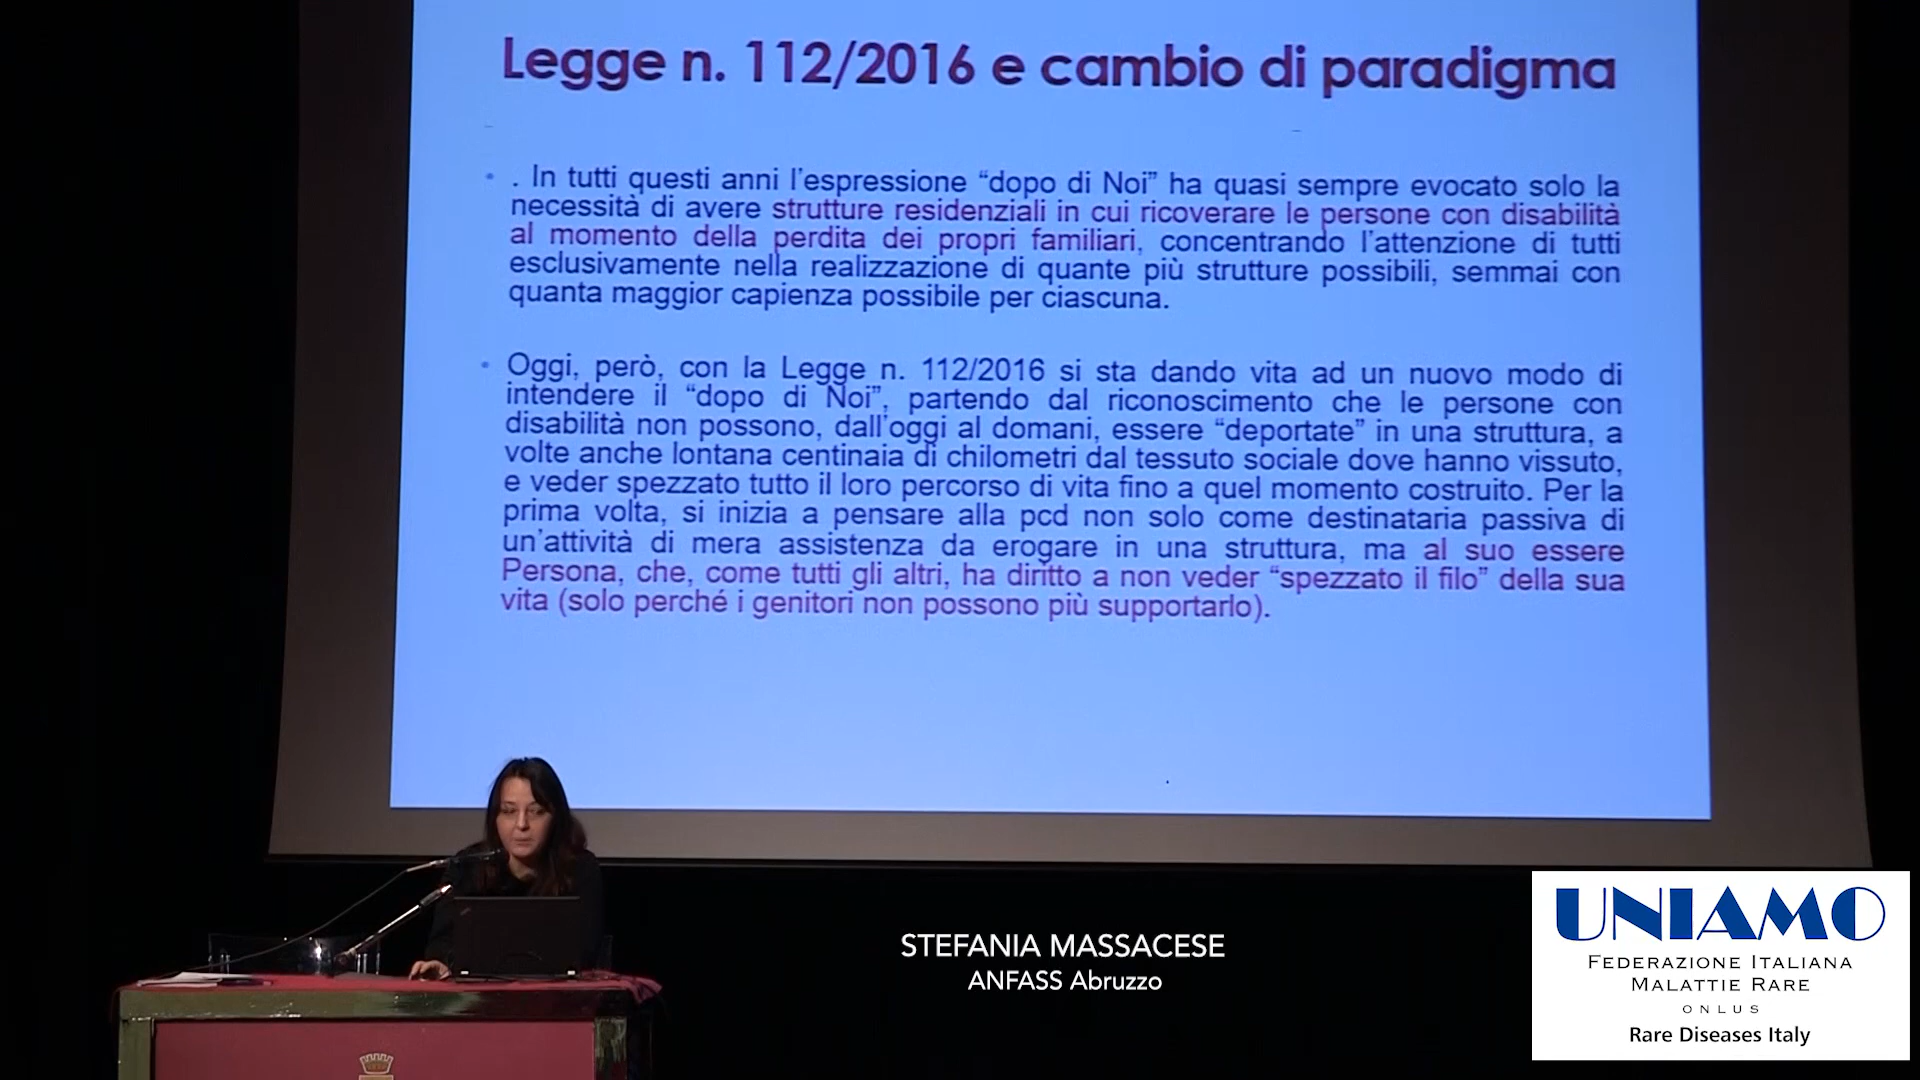 Legge n. 112/2016 e cambio di paradigma
. In tutti questi anni l'espressione “dopo di Noi” ha quasi sempre evocato solo la
necessità di avere strutture residenziali in cui ricoverare le persone con disabilità
al momento della perdita dei propri familiari, concentrando l'attenzione di tutti
esclusivamente nella realizzazione di quante più strutture possibili, semmai con
quanta maggior capienza possibile per ciascuna.
Oggi, però, con la Legge n. 112/2016 si sta dando vita ad un nuovo modo di
intendere il “dopo di Noi”, partendo dal riconoscimento che le persone con
disabilità non possono, dall'oggi al domani, essere “deportate” in una struttura, a
volte anche lontana centinaia di chilometri dal tessuto sociale dove hanno vissuto,
e veder spezzato tutto il loro percorso di vita fino a quel momento costruito. Per la
prima volta, si inizia a pensare alla pcd non solo come destinataria passiva di
un'attività di mera assistenza da erogare in una struttura, ma al suo essere
Persona, che, come tutti gli altri, ha diritto a non veder “spezzato il filo” della sua
vita (solo perché i genitori non possono più supportarlo).
STEFANIA MASSACESE
ANFASS Abruzzo
UNIAMO
FEDERAZIONE ITALIANA
MALATTIE RARE
ONLUS
Rare Diseases Italy